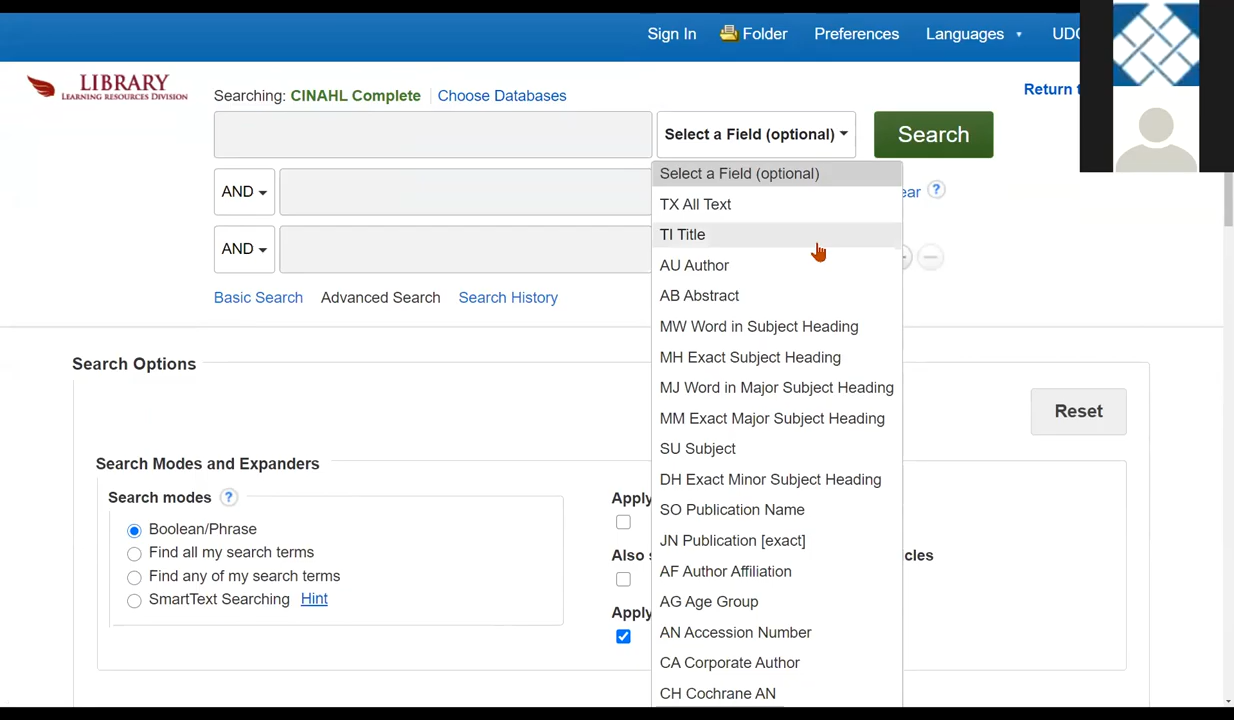 Sign In Folder Preferences Languages UDC
LIBRARY
LEARNING RESOURCES DIVISION
Searching: CINAHL Complete Choose Databases
Return
Select a Field (optional)
Search
Select a Field (optional)
AND
ear ?
TX All Text
TI Title
AND
AU Author
Basic Search Advanced Search Search History
AB Abstract
MW Word in Subject Heading
MH Exact Subject Heading
Search Options
MJ Word in Major Subject Heading
Reset
MM Exact Major Subject Heading
SU Subject
Search Modes and Expanders
DH Exact Minor Subject Heading
Search modes ?
Apply
SO Publication Name
Boolean/Phrase
JN Publication [exact]
Find all my search terms
Also s
cles
AF Author Affiliation
Find any of my search terms
SmartText Searching Hint
AG Age Group
Apply
AN Accession Number
CA Corporate Author
CH Cochrane AN